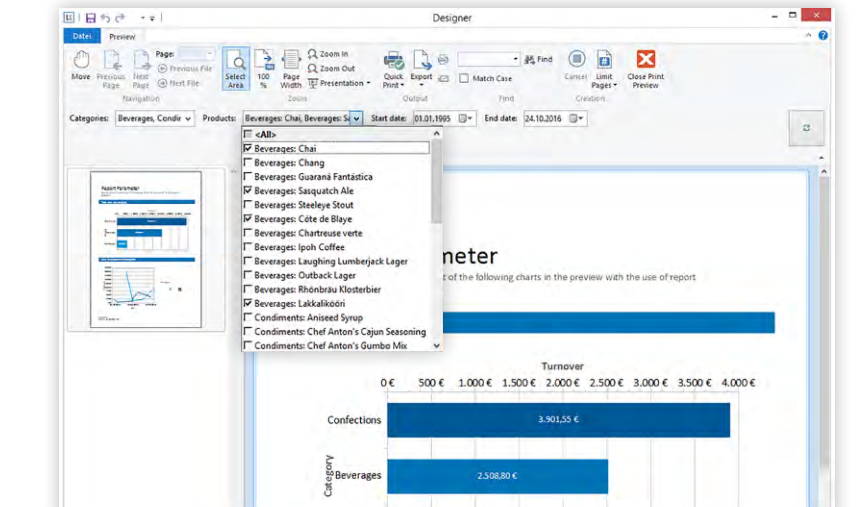 Designer
Datei Preview
Move
Previous Page
Next Page
Page:
Previous File
Next File
Navigation
Select Area
100 %
Page Width
Zoom In
Zoom Out
Presentation
Zoom
Quick Print
Export
Output
Find
Match Case
Find
Cancel
Limit Pages
Close Print Preview
Creation
Categories: Beverages, Condir Products: Beverages: Chai, Beverages: Sa Start date: 01.01.1995 End date: 24.10.2016
<All>
Beverages: Chai
Beverages: Chang
Beverages: Guaraná Fantástica
Beverages: Sasquatch Ale
Beverages: Steeleye Stout
Beverages: Côte de Blaye
Beverages: Chartreuse verte
Beverages: Ipoh Coffee
Beverages: Laughing Lumberjack Lager
Beverages: Outback Lager
Beverages: Rhönbräu Klosterbier
Beverages: Lakkalikööri
Condiments: Aniseed Syrup
Condiments: Chef Anton's Cajun Seasoning
Condiments: Chef Anton's Gumbo Mix
Report Parameter
meter
t of the following charts in the preview with the use of report
Turnover
0 € 500 € 1.000 € 1.500 € 2.000 € 2.500 € 3.000 € 3.500 € 4.000 €
Confections 3.901,55 €
Category
Beverages 2.508,80 €